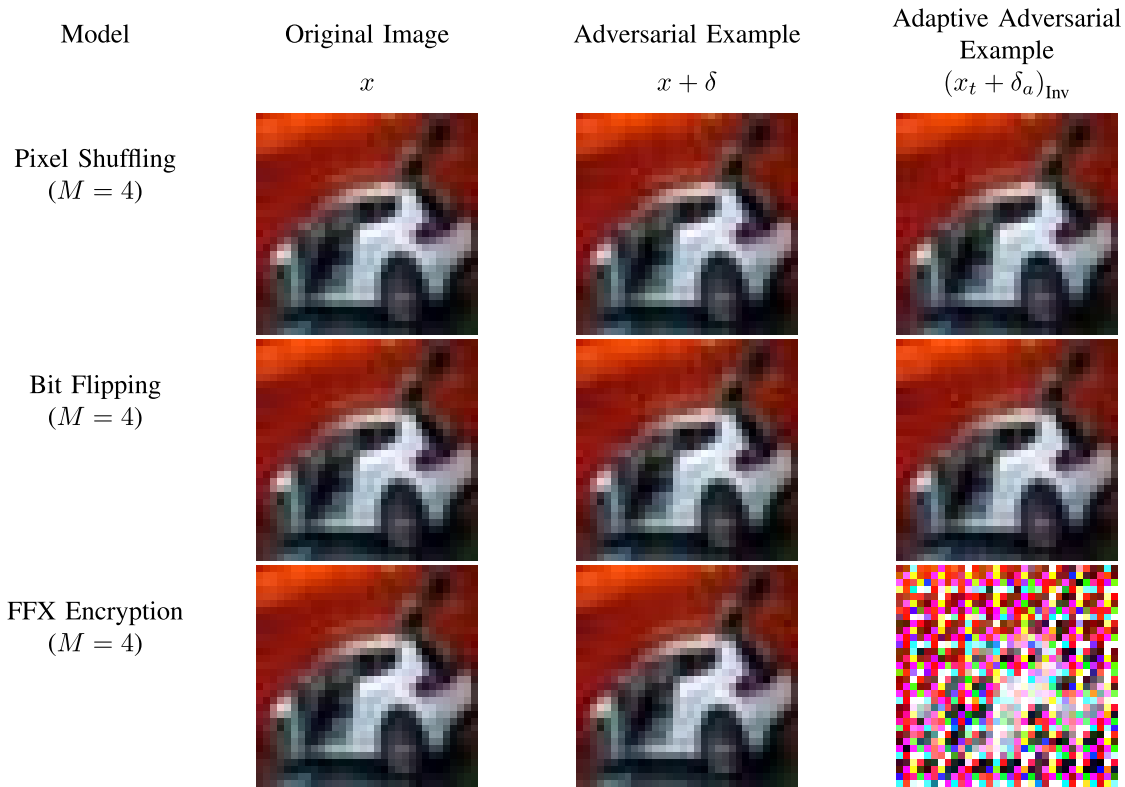 Model
Original Image
Adversarial Example
Adaptive Adversarial
Example
x
x + δ
(x_t + δ_a)_Inv
Pixel Shuffling
(M = 4)
Bit Flipping
(M = 4)
FFX Encryption
(M = 4)